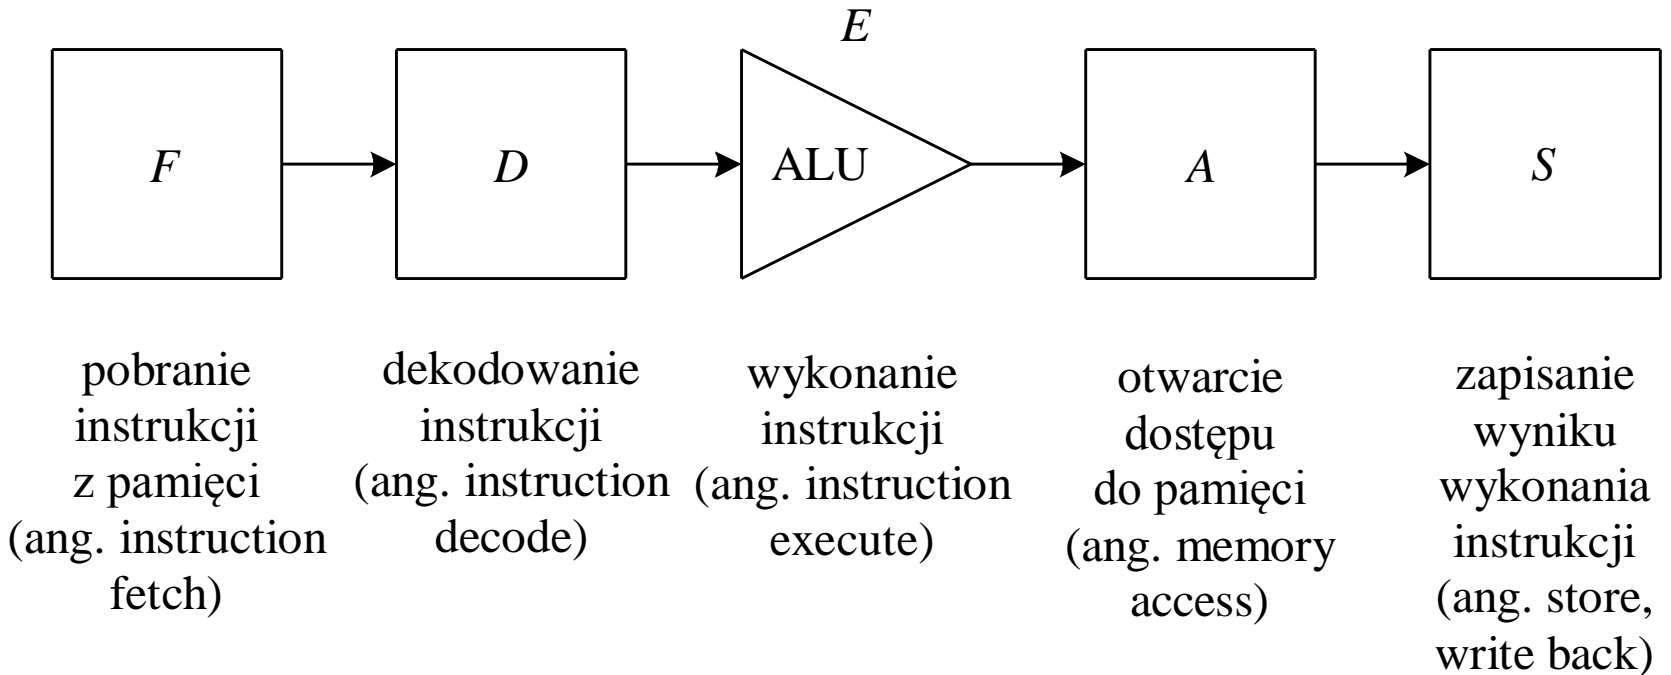 E
F
D
ALU
A
S
pobranie
instrukcji
z pamięci
(ang. instruction
fetch)
dekodowanie
instrukcji
(ang. instruction
decode)
wykonanie
instrukcji
(ang. instruction
execute)
otwarcie
dostępu
do pamięci
(ang. memory
access)
zapisanie
wyniku
wykonania
instrukcji
(ang. store,
write back)